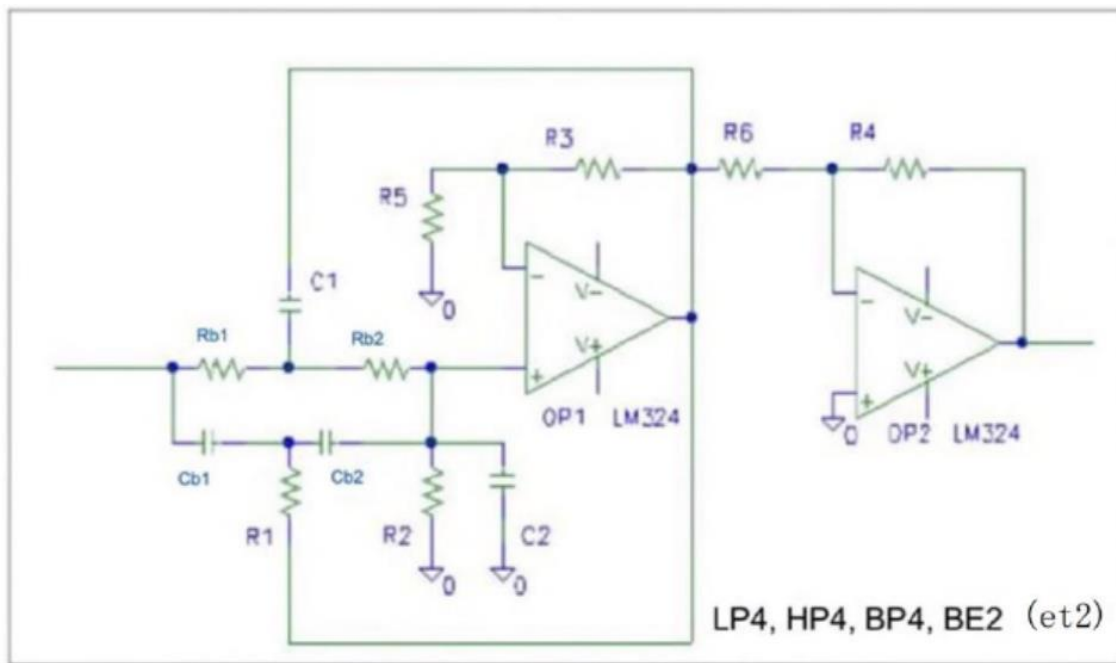 R3
R6
R4
R5
0
C1
V-
V+
OP1 LM324
V-
V+
0
OP2 LM324
Rb1
Rb2
Cb1
Cb2
R1
R2
C2
0
0
LP4, HP4, BP4, BE2 (et2)